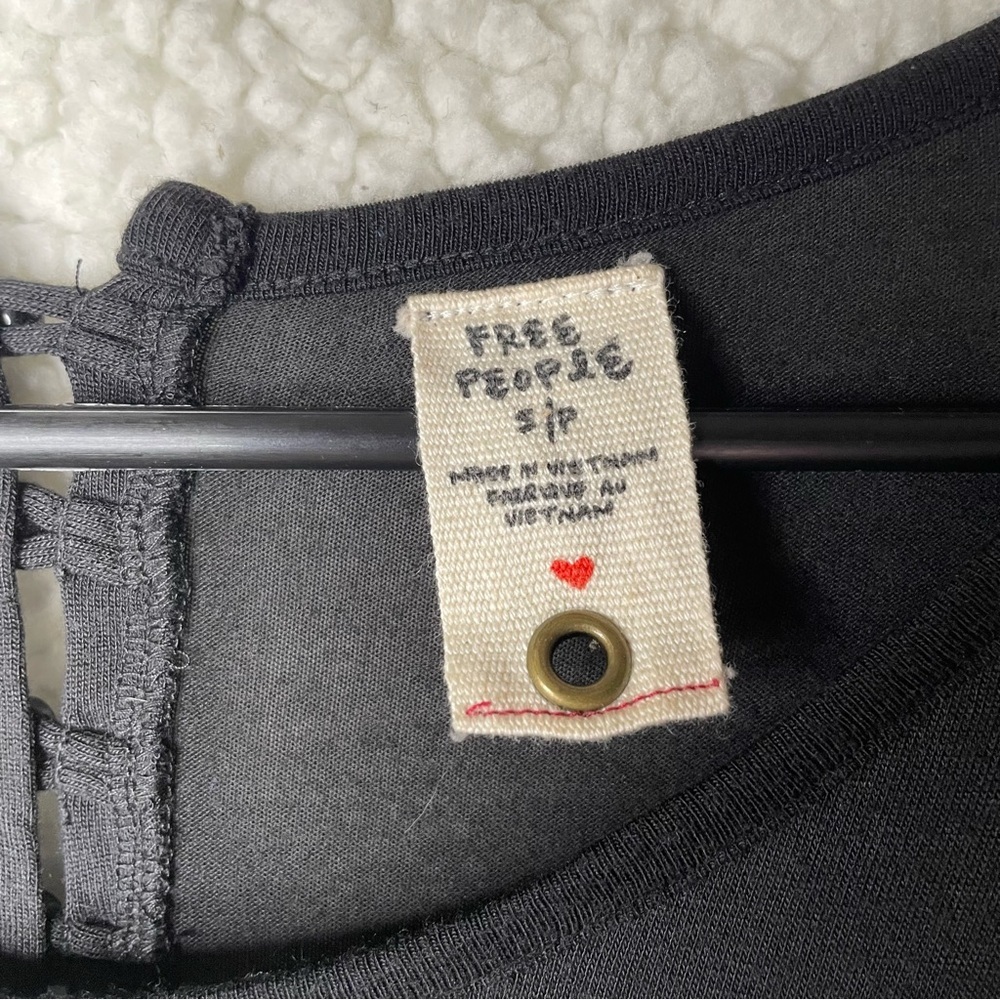 FREE
PEOPLE
S/P
MADE IN VIETNAM
FABRIQUE AU
VIETNAM